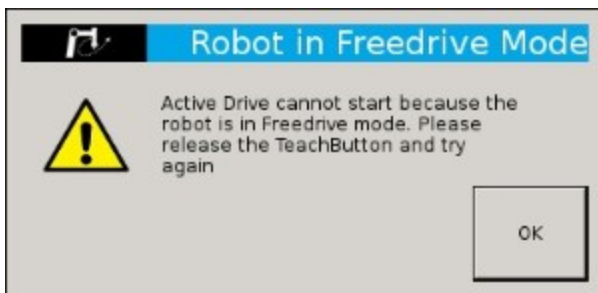 Robot in Freedrive Mode
Active Drive cannot start because the
robot is in Freedrive mode. Please
release the TeachButton and try
again
OK